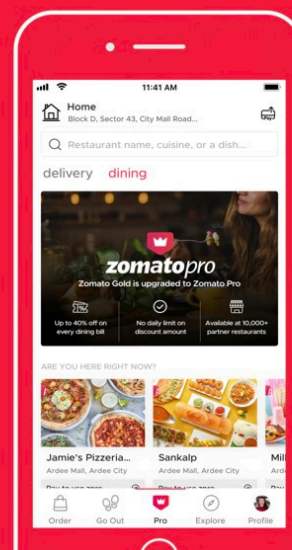 11:41 AM
Home
Block D, Sector 43, City Mall Road...
Restaurant name, cuisine, or a dish...
delivery dining
zomatopro
Zomato Gold is upgraded to Zomato Pro
Up to 40% off on
every dining bill
No daily limit on
discount amount
Available at 10,000+
partner restaurants
ARE YOU HERE RIGHT NOW?
Jamie's Pizzeria...
Ardee Mall, Ardee City
Sankalp
Ardee Mall, Ardee City
Mil
Ard
Order
Go Out
Pro
Explore
Profile